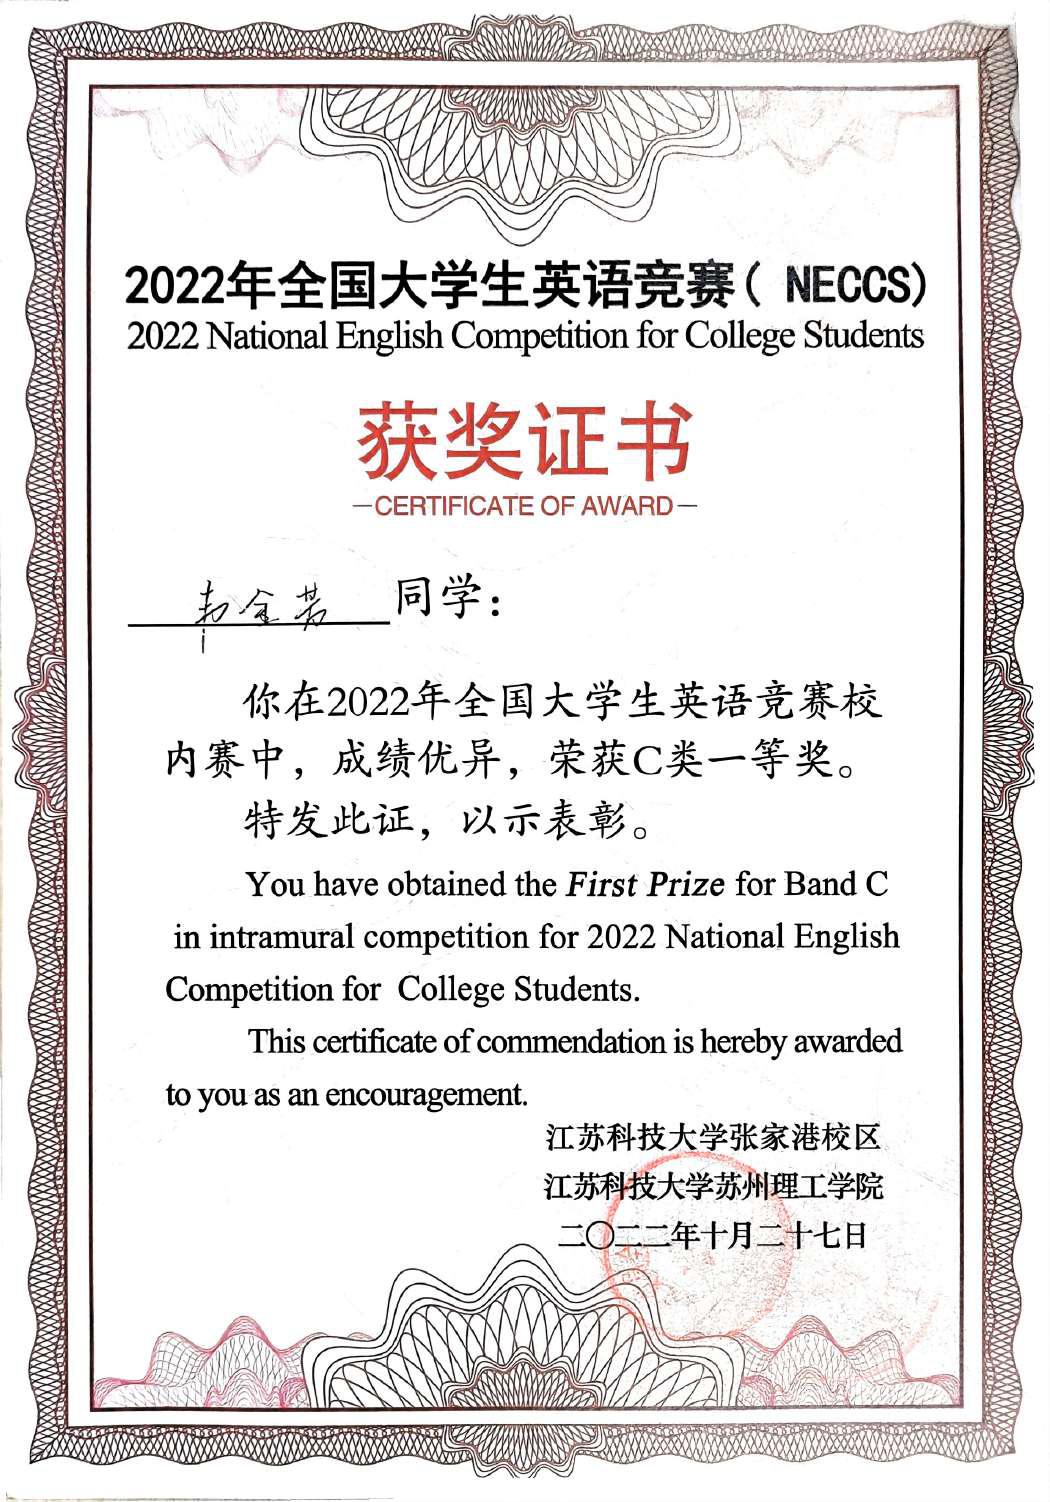 2022年全国大学生英语竞赛( NECCS)
2022 National English Competition for College Students
获奖证书
—CERTIFICATE OF AWARD—
同学：
你在2022年全国大学生英语竞赛校
内赛中，成绩优异，荣获C类一等奖。
特发此证，以示表彰。
You have obtained the First Prize for Band C
in intramural competition for 2022 National English
Competition for College Students.
This certificate of commendation is hereby awarded
to you as an encouragement.
江苏科技大学张家港校区
江苏科技大学苏州理工学院
二〇二二年十月二十七日